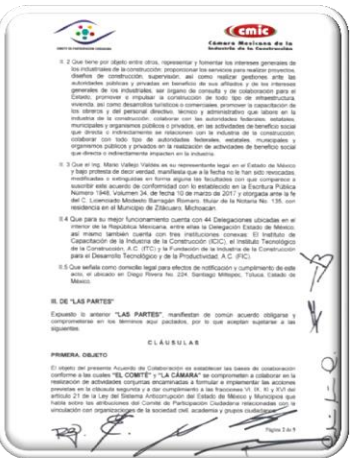 COMITÉ DE PARTICIPACIÓN CIUDADANA
cmic
Cámara Mexicana de la
Industria de la Construcción
II. 2 Que tiene por objeto entre otros, representar y fomentar los intereses generales de
los industriales de la construcción; proporcionar los servicios para realizar proyectos,
diseños de construcción, supervisión, así como realizar gestiones ante las
autoridades públicas y privadas en beneficio de sus afiliados y de los intereses
generales de los industriales; ser órgano de consulta y de colaboración para el
Estado; promover e impulsar la construcción de todo tipo de infraestructura,
vivienda, así como desarrollos turísticos o comerciales; promover la capacitación de
los obreros y del personal directivo, técnico y administrativo que labore en la
industria de la construcción; colaborar con las autoridades federales, estatales,
municipales y organismos públicos o privados, en las actividades de beneficio social
que directa o indirectamente se relacionen con la industria de la construcción;
colaborar con todo tipo de autoridades federales, estatales, municipales y
organismos públicos y privados en la realización de actividades de beneficio social
que directa o indirectamente impacten en la industria.
II. 3 Que el ing. Mario Vallejo Valdés es su representante legal en el Estado de México
y bajo protesta de decir verdad, manifiesta que a la fecha no le han sido revocadas,
modificadas o extinguidas en forma alguna las facultades con que comparece a
suscribir este acuerdo de conformidad con lo establecido en la Escritura Pública
Número 1948, Volumen 34, de fecha 10 de marzo de 2017 y otorgada ante la fe
del C. Licenciado Modesto Barragán Romero, titular de la Notaría No. 135, con
residencia en el Municipio de Zitácuaro, Michoacán.
II.4 Que para su mejor funcionamiento cuenta con 44 Delegaciones ubicadas en el
interior de la República Mexicana, entre ellas la Delegación Estado de México,
así mismo también cuenta con tres instituciones conexas: El Instituto de
Capacitación de la Industria de la Construcción (ICIC), el Instituto Tecnológico
de la Construcción, A.C. (ITC) y la Fundación de la Industria de la Construcción
para el Desarrollo Tecnológico y de la Productividad, A.C. (FIC).
II.5 Que señala como domicilio legal para efectos de notificación y cumplimiento de este
acto, el ubicado en Diego Rivera No. 204, Santiago Miltepec, Toluca, Estado de
México.
III. DE "LAS PARTES"
Expuesto lo anterior "LAS PARTES", manifiestan de común acuerdo obligarse y
comprometerse en los términos aquí pactados, por lo que aceptan sujetarse a las
siguientes:
C L Á U S U L A S
PRIMERA. OBJETO
El objeto del presente Acuerdo de Colaboración es establecer las bases de colaboración
conforme a las cuales "EL COMITÉ" y "LA CÁMARA" se comprometen a colaborar en la
realización de actividades conjuntas encaminadas a formular e implementar las acciones
previstas en la cláusula segunda y a dar cumplimiento a las fracciones VI, IX, XI y XVI del
artículo 21 de la Ley del Sistema Anticorrupción del Estado de México y Municipios que
habla sobre las atribuciones del Comité de Participación Ciudadana relacionadas con la
vinculación con organizaciones de la sociedad civil, academia y grupos ciudadanos.
Página 2 de 5